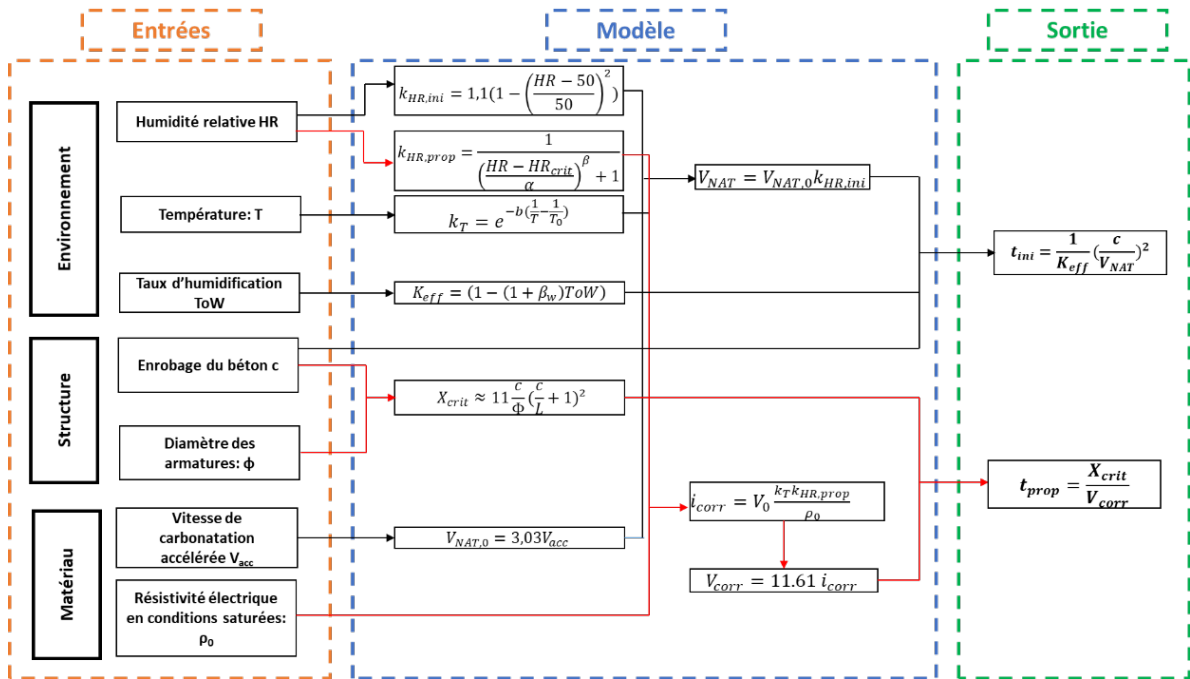 Entrées
Modèle
Sortie
Environnement
Humidité relative HR
Température: T
Taux d'humidification
ToW
Structure
Enrobage du béton c
Diamètre des
armatures: ϕ
Matériau
Vitesse de
carbonatation
accélérée V_acc
Résistivité électrique
en conditions saturées:
ρ_0
k_{HR,ini} = 1,1(1 − ((HR − 50)/50)^2)
k_{HR,prop} = 1/(((HR − HR_{crit})/α)^β + 1)
k_T = e^{−b(1/T − 1/T_0)}
K_{eff} = (1 − (1 + β_w)ToW)
X_{crit} ≈ 11 c/Φ (c/L + 1)^2
V_{NAT,0} = 3,03V_{acc}
V_{NAT} = V_{NAT,0}k_{HR,ini}
i_{corr} = V_0 (k_T k_{HR,prop})/ρ_0
V_{corr} = 11.61 i_{corr}
t_{ini} = 1/K_{eff} (c/V_{NAT})^2
t_{prop} = X_{crit}/V_{corr}